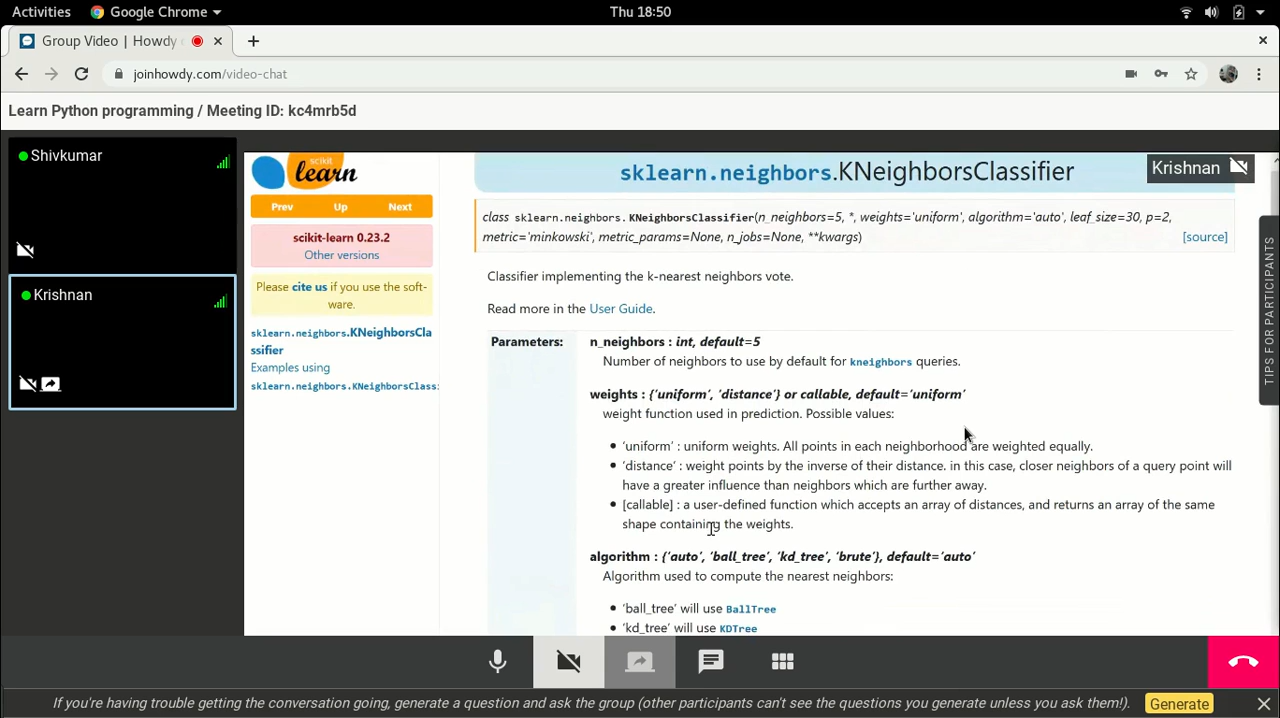 Activities
Google Chrome
Thu 18:50
Group Video | Howdy
joinhowdy.com/video-chat
Learn Python programming / Meeting ID: kc4mrb5d
Shivkumar
Krishnan
scikit
learn
Prev Up Next
scikit-learn 0.23.2
Other versions
Please cite us if you use the soft-
ware.
sklearn.neighbors.KNeighborsCla
ssifier
Examples using
sklearn.neighbors.KNeighborsClassi
sklearn.neighbors.KNeighborsClassifier
Krishnan
class sklearn.neighbors.KNeighborsClassifier(n_neighbors=5, *, weights='uniform', algorithm='auto', leaf_size=30, p=2,
metric='minkowski', metric_params=None, n_jobs=None, **kwargs)
[source]
Classifier implementing the k-nearest neighbors vote.
Read more in the User Guide.
Parameters:
n_neighbors : int, default=5
Number of neighbors to use by default for kneighbors queries.
weights : {'uniform', 'distance'} or callable, default='uniform'
weight function used in prediction. Possible values:
• 'uniform' : uniform weights. All points in each neighborhood are weighted equally.
• 'distance' : weight points by the inverse of their distance. in this case, closer neighbors of a query point will
have a greater influence than neighbors which are further away.
• [callable] : a user-defined function which accepts an array of distances, and returns an array of the same
shape containing the weights.
algorithm : {'auto', 'ball_tree', 'kd_tree', 'brute'}, default='auto'
Algorithm used to compute the nearest neighbors:
• 'ball_tree' will use BallTree
• 'kd_tree' will use KDTree
TIPS FOR PARTICIPANTS
If you're having trouble getting the conversation going, generate a question and ask the group (other participants can't see the questions you generate unless you ask them!).
Generate